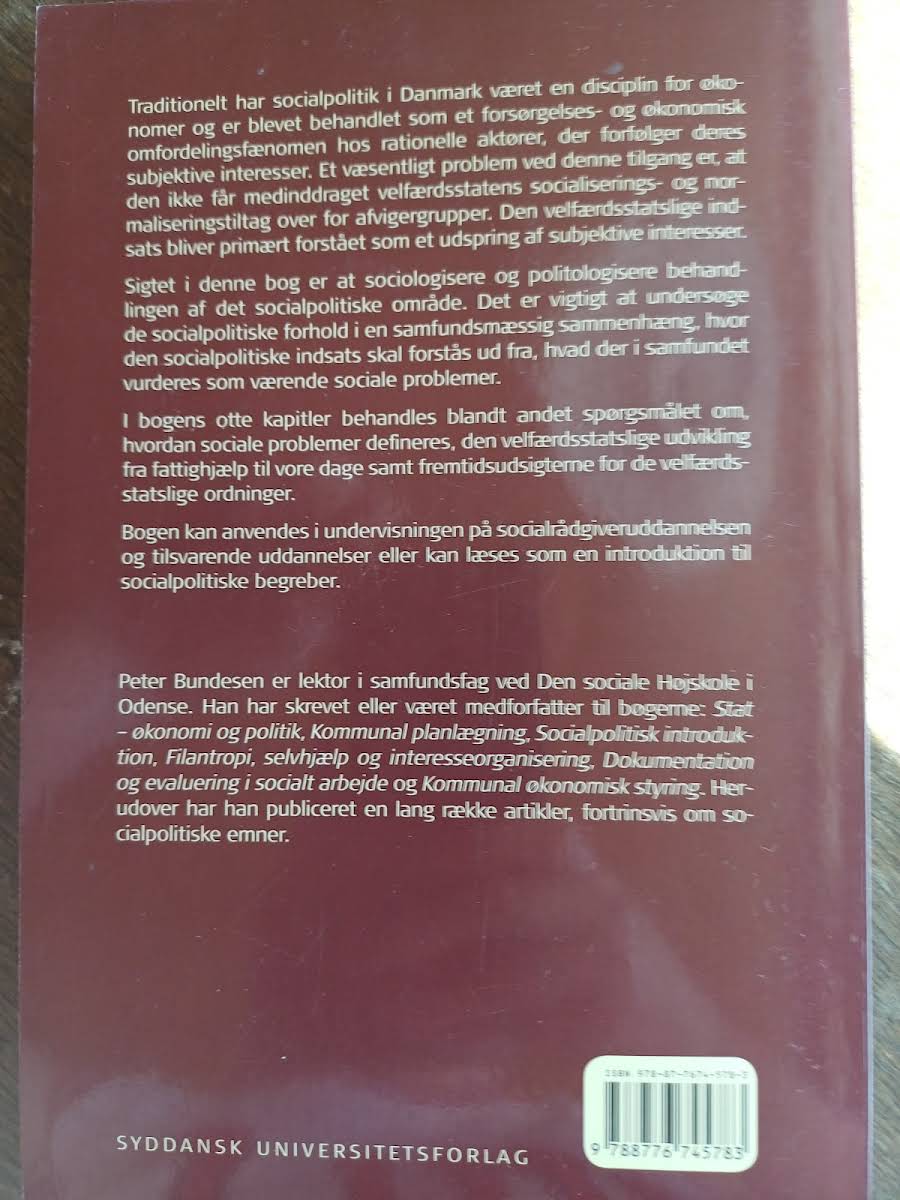 Traditionelt har socialpolitik i Danmark været en disciplin for øko-
nomer og er blevet behandlet som et forsørgelses- og økonomisk
omfordelingsfænomen hos rationelle aktører, der forfølger deres
subjektive interesser. Et væsentligt problem ved denne tilgang er, at
den ikke får medinddraget velfærdsstatens socialiserings- og nor-
maliseringstiltag over for afvigergrupper. Den velfærdsstatslige ind-
sats bliver primært forstået som et udspring af subjektive interesser.
Sigtet i denne bog er at sociologisere og politologisere behand-
lingen af det socialpolitiske område. Det er vigtigt at undersøge
de socialpolitiske forhold i en samfundsmæssig sammenhæng, hvor
den socialpolitiske indsats skal forstås ud fra, hvad der i samfundet
vurderes som værende sociale problemer.
I bogens otte kapitler behandles blandt andet spørgsmålet om,
hvordan sociale problemer defineres, den velfærdsstatslige udvikling
fra fattighjælp til vore dage samt fremtidsudsigterne for de velfærds-
statslige ordninger.
Bogen kan anvendes i undervisningen på socialrådgiveruddannelsen
og tilsvarende uddannelser eller kan læses som en introduktion til
socialpolitiske begreber.
Peter Bundesen er lektor i samfundsfag ved Den sociale Højskole i
Odense. Han har skrevet eller været medforfatter til bøgerne: Stat
– økonomi og politik, Kommunal planlægning, Socialpolitisk introduk-
tion, Filantropi, selvhjælp og interesseorganisering, Dokumentation
og evaluering i socialt arbejde og Kommunal økonomisk styring. Her-
udover har han publiceret en lang række artikler, fortrinsvis om so-
cialpolitiske emner.
ISBN 978-87-7674-578-3
9 788776 745783
SYDDANSK UNIVERSITETSFORLAG